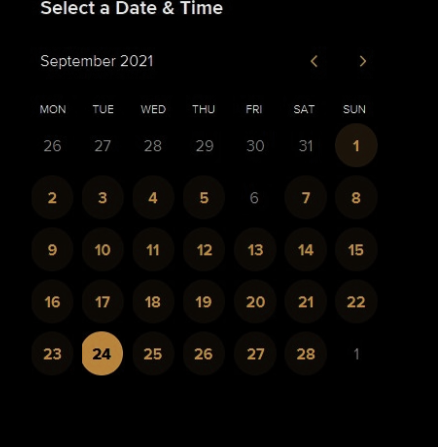 Select a Date & Time
September 2021
MON TUE WED THU FRI SAT SUN
26 27 28 29 30 31 1
2 3 4 5 6 7 8
9 10 11 12 13 14 15
16 17 18 19 20 21 22
23 24 25 26 27 28 1